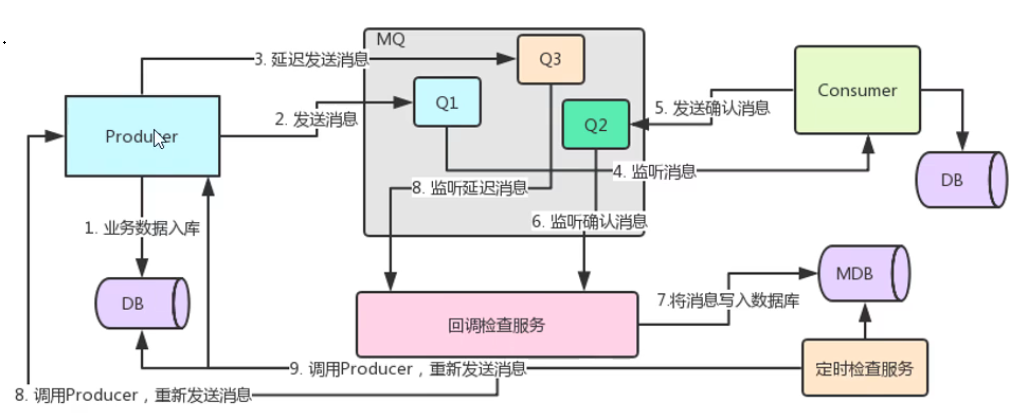 MQ
3. 延迟发送消息
Q3
Q1
2. 发送消息
Q2
5. 发送确认消息
Consumer
Producer
4. 监听消息
DB
8. 监听延迟消息
6. 监听确认消息
1. 业务数据入库
DB
MDB
7.将消息写入数据库
回调检查服务
9. 调用Producer，重新发送消息
定时检查服务
8. 调用Producer，重新发送消息